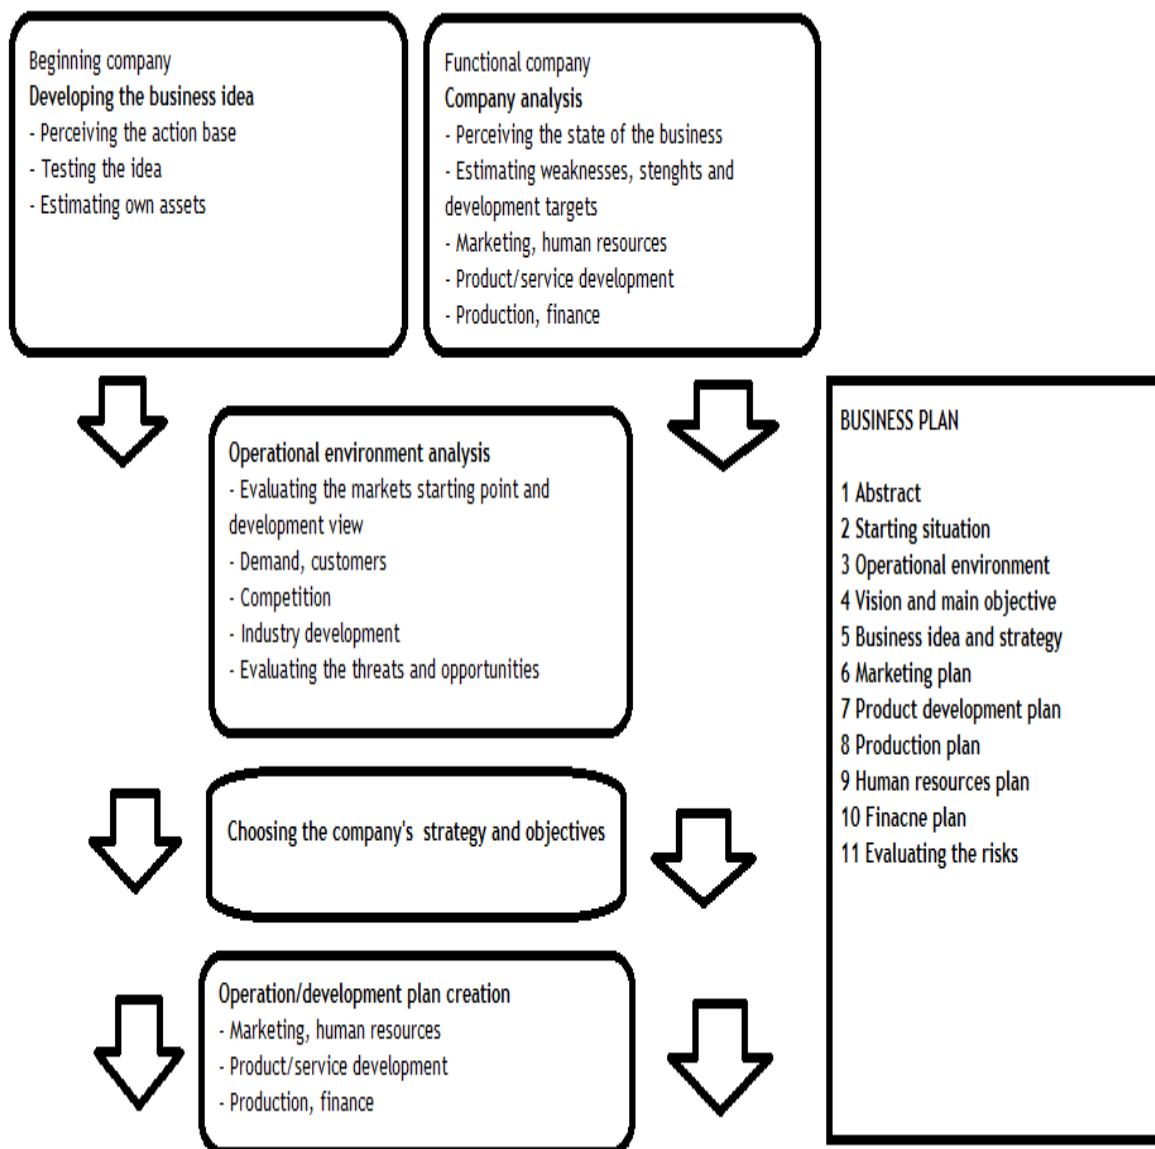 Beginning company
Developing the business idea
- Perceiving the action base
- Testing the idea
- Estimating own assets
Functional company
Company analysis
- Perceiving the state of the business
- Estimating weaknesses, stenghts and
development targets
- Marketing, human resources
- Product/service development
- Production, finance
Operational environment analysis
- Evaluating the markets starting point and
development view
- Demand, customers
- Competition
- Industry development
- Evaluating the threats and opportunities
Choosing the company's strategy and objectives
Operation/development plan creation
- Marketing, human resources
- Product/service development
- Production, finance
BUSINESS PLAN
1 Abstract
2 Starting situation
3 Operational environment
4 Vision and main objective
5 Business idea and strategy
6 Marketing plan
7 Product development plan
8 Production plan
9 Human resources plan
10 Finacne plan
11 Evaluating the risks